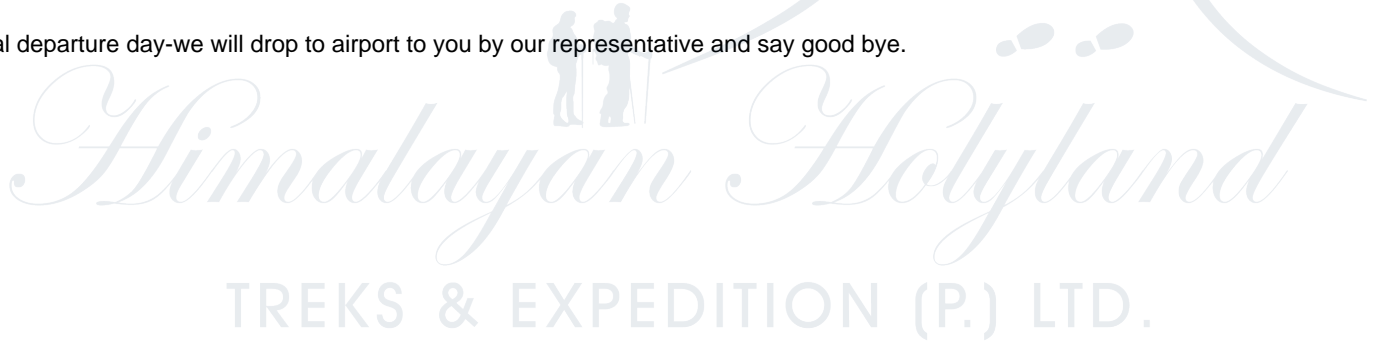 departure day-we will drop to airport to you by our representative and say good bye.
Himalayan Holyland
TREKS & EXPEDITION (P.) LTD.